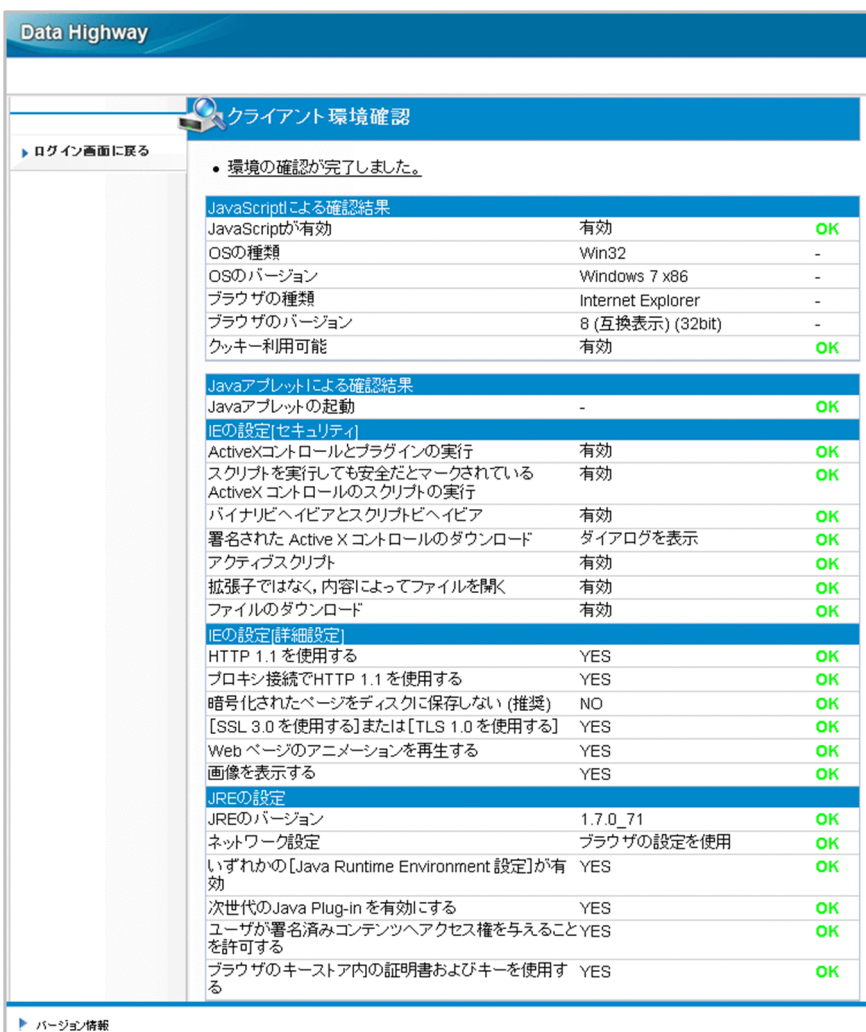 Data Highway
クライアント環境確認
ログイン画面に戻る
• 環境の確認が完了しました。
JavaScriptによる確認結果
JavaScriptが有効 有効 OK
OSの種類 Win32 -
OSのバージョン Windows 7 x86 -
ブラウザの種類 Internet Explorer -
ブラウザのバージョン 8 (互換表示) (32bit) -
クッキー利用可能 有効 OK
Javaアプレットによる確認結果
Javaアプレットの起動 - OK
IEの設定[セキュリティ]
ActiveXコントロールとプラグインの実行 有効 OK
スクリプトを実行しても安全だとマークされている 有効 OK
ActiveX コントロールのスクリプトの実行
バイナリビヘイビアとスクリプトビヘイビア 有効 OK
署名された Active X コントロールのダウンロード ダイアログを表示 OK
アクティブスクリプト 有効 OK
拡張子ではなく,内容によってファイルを開く 有効 OK
ファイルのダウンロード 有効 OK
IEの設定[詳細設定]
HTTP 1.1 を使用する YES OK
プロキシ接続でHTTP 1.1 を使用する YES OK
暗号化されたページをディスクに保存しない (推奨) NO OK
[SSL 3.0 を使用する]または[TLS 1.0 を使用する] YES OK
Web ページのアニメーションを再生する YES OK
画像を表示する YES OK
JREの設定
JREのバージョン 1.7.0_71 OK
ネットワーク設定 ブラウザの設定を使用 OK
いずれかの[Java Runtime Environment 設定]が有 YES OK
効
次世代のJava Plug-in を有効にする YES OK
ユーザが署名済みコンテンツへアクセス権を与えること YES OK
を許可する
ブラウザのキーストア内の証明書およびキーを使用す YES OK
る
バージョン情報